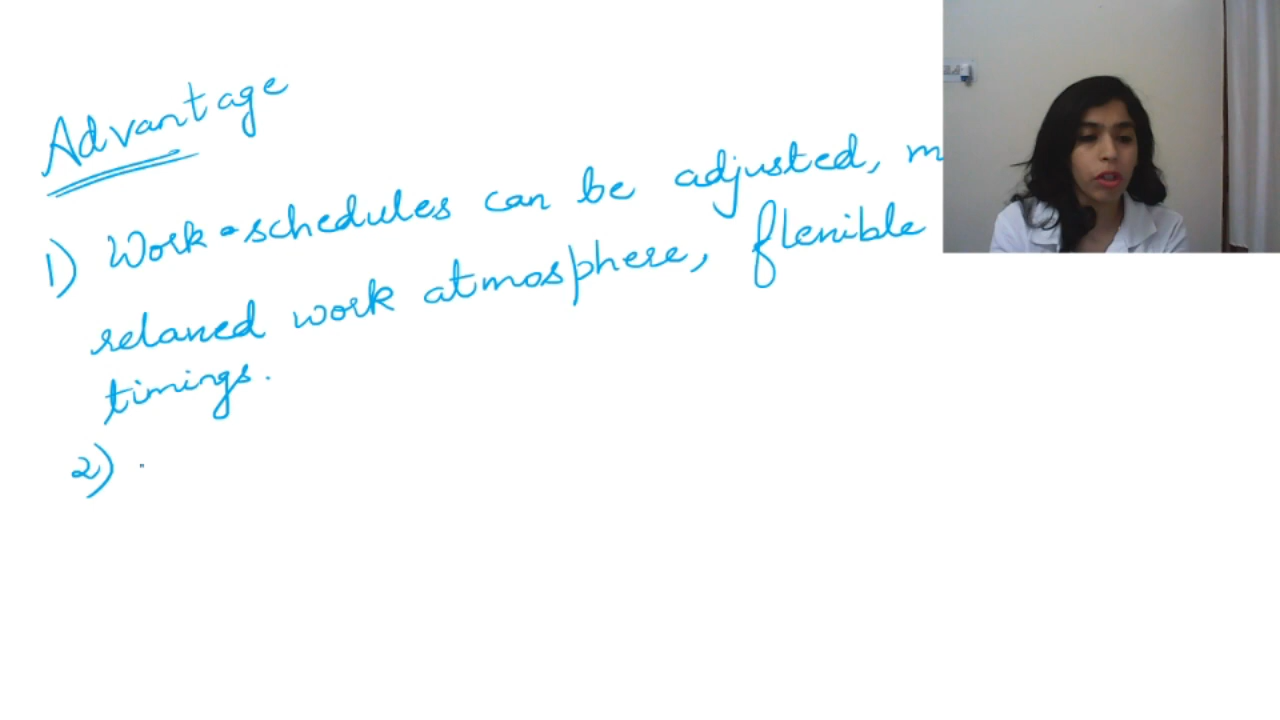 Advantage
1) Work-schedules can be adjusted, m
relaxed work atmosphere, flexible
timings.
2)